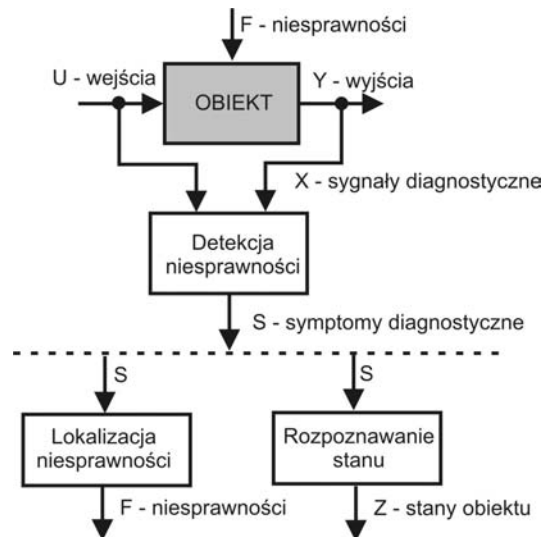 F - niesprawności
U - wejścia
Y - wyjścia
OBIEKT
X - sygnały diagnostyczne
Detekcja
niesprawności
S - symptomy diagnostyczne
S
S
Lokalizacja
niesprawności
Rozpoznawanie
stanu
F - niesprawności
Z - stany obiektu